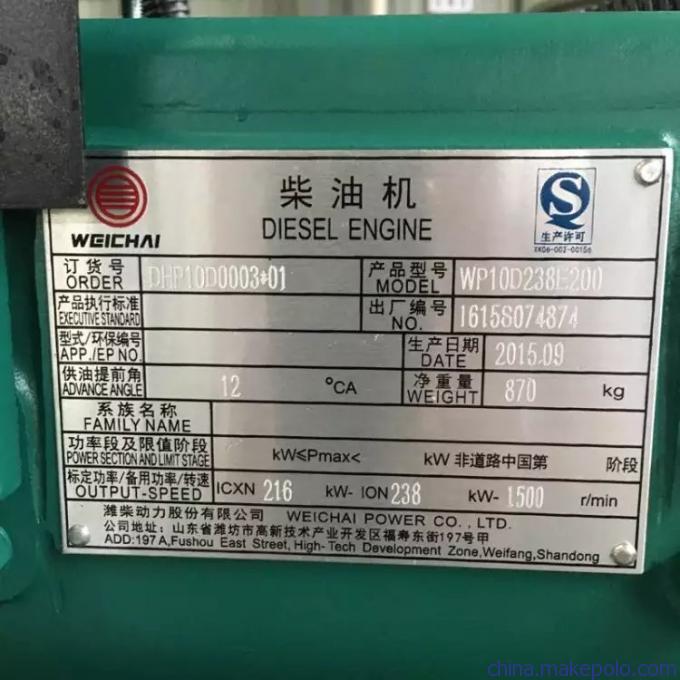 WEICHAI
柴油机
DIESEL ENGINE
生产许可
XK06-002-00156
订货号 DHP10D0003*01 产品型号 WP10D238E200
ORDER MODEL
产品执行标准 出厂编号 1615S074874
EXECUTIVE STANDARD NO.
型式/环保编号 生产日期 2015.09
APP./EP NO. DATE
供油提前角 12 °CA 净重量 870 kg
ADVANCE ANGLE WEIGHT
系族名称
FAMILY NAME
功率段及限值阶段 kW≤Pmax< kW 非道路中国第 阶段
POWER SECTION AND LIMIT STAGE
标定功率/备用功率/转速 ICXN 216 kW- ION 238 kW- 1500 r/min
OUTPUT-SPEED
潍柴动力股份有限公司 WEICHAI POWER CO., LTD.
公司地址: 山东省潍坊市高新技术产业开发区福寿东街197号甲
ADD:197 A,Fushou East Street, High-Tech Development Zone,Weifang,Shandong
china.makepolo.com